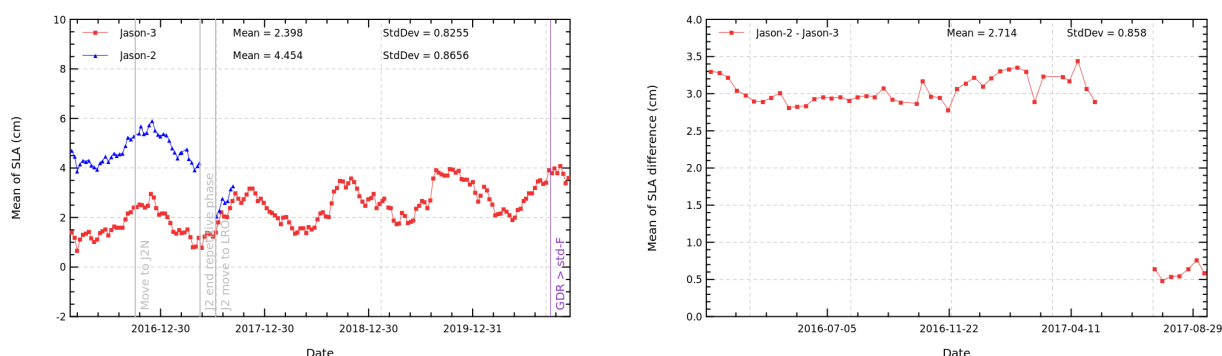 Jason-3 Mean = 2.398 StdDev = 0.8255
Jason-2 Mean = 4.454 StdDev = 0.8656
Mean of SLA (cm)
10
8
6
4
2
0
-2
Move to J2N
J2 end repetitive phase
J2 move to LRO
GDR > std-F
2016-12-30 2017-12-30 2018-12-30 2019-12-31
Date
Jason-2 - Jason-3 Mean = 2.714 StdDev = 0.858
Mean of SLA difference (cm)
4.0
3.5
3.0
2.5
2.0
1.5
1.0
0.5
0.0
2016-07-05 2016-11-22 2017-04-11 2017-08-29
Date